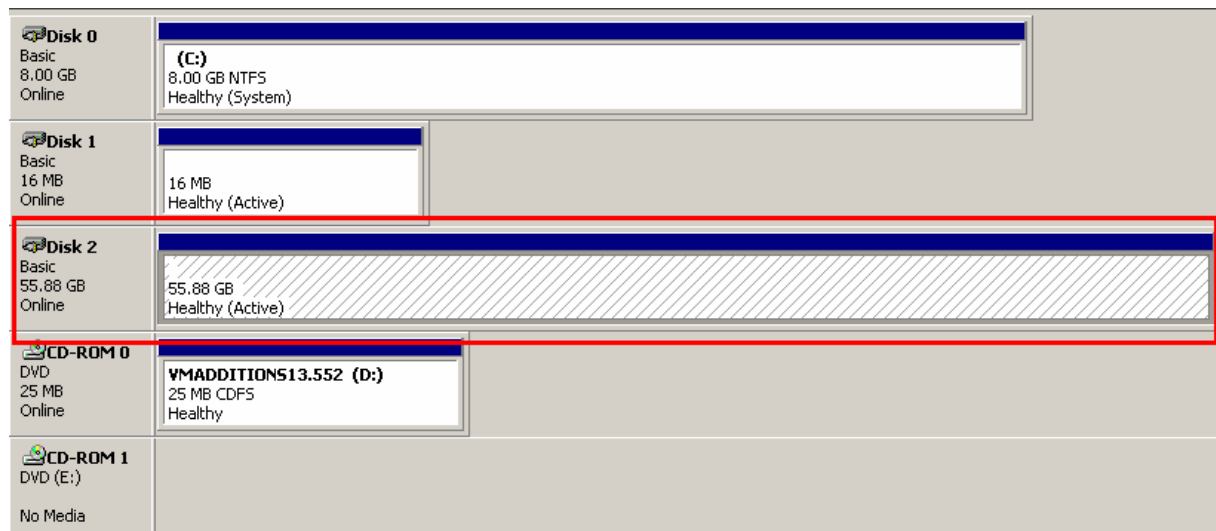 Disk 0
Basic
8.00 GB
Online
(C:)
8.00 GB NTFS
Healthy (System)
Disk 1
Basic
16 MB
Online
16 MB
Healthy (Active)
Disk 2
Basic
55.88 GB
Online
55.88 GB
Healthy (Active)
CD-ROM 0
DVD
25 MB
Online
VMADDITIONS13.552 (D:)
25 MB CDFS
Healthy
CD-ROM 1
DVD (E:)
No Media